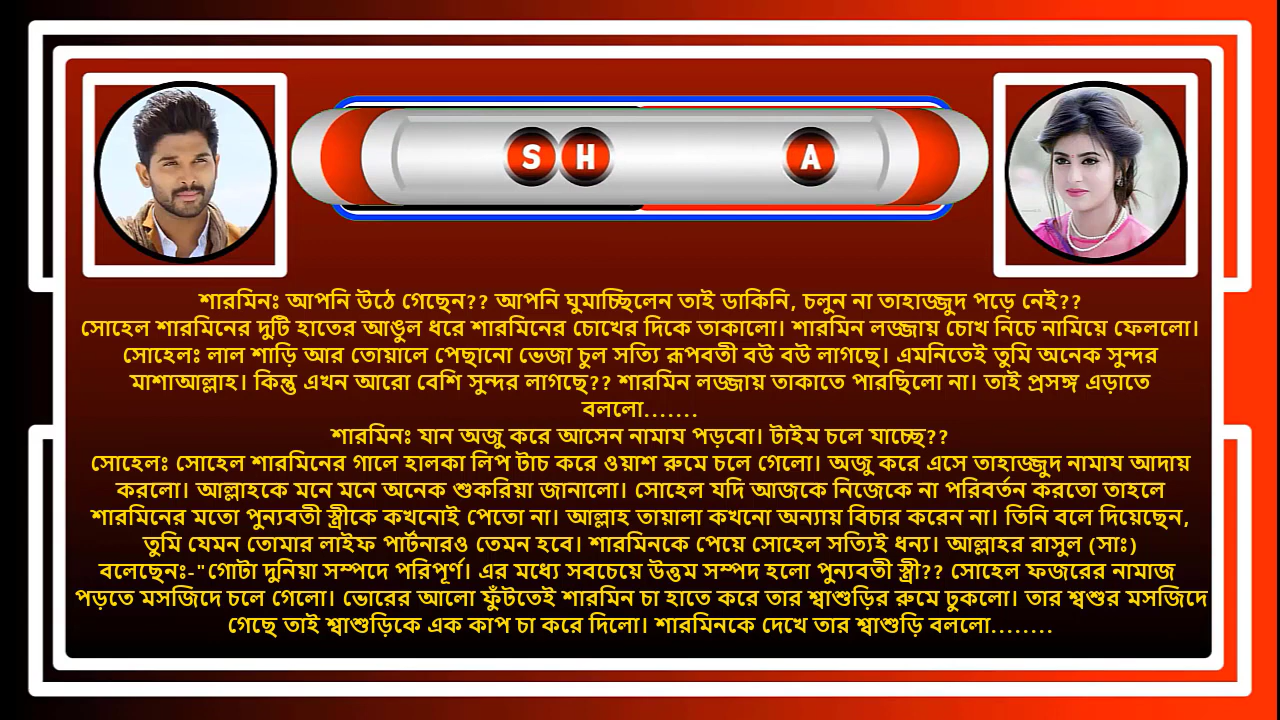 S H A
শারমিনঃ আপনি উঠে গেছেন?? আপনি ঘুমাচ্ছিলেন তাই ডাকিনি, চলুন না তাহাজ্জুদ পড়ে নেই??
সোহেল শারমিনের দুটি হাতের আঙুল ধরে শারমিনের চোখের দিকে তাকালো। শারমিন লজ্জায় চোখ নিচে নামিয়ে ফেললো।
সোহেলঃ লাল শাড়ি আর তোয়ালে পেছানো ভেজা চুল সত্যি রূপবতী বউ বউ লাগছে। এমনিতেই তুমি অনেক সুন্দর
মাশাআল্লাহ। কিন্তু এখন আরো বেশি সুন্দর লাগছে?? শারমিন লজ্জায় তাকাতে পারছিলো না। তাই প্রসঙ্গ এড়াতে
বললো.......
শারমিনঃ যান অজু করে আসেন নামায পড়বো। টাইম চলে যাচ্ছে??
সোহেলঃ সোহেল শারমিনের গালে হালকা লিপ টাচ করে ওয়াশ রুমে চলে গেলো। অজু করে এসে তাহাজ্জুদ নামায আদায়
করলো। আল্লাহকে মনে মনে অনেক শুকরিয়া জানালো। সোহেল যদি আজকে নিজেকে না পরিবর্তন করতো তাহলে
শারমিনের মতো পুন্যবতী স্ত্রীকে কখনোই পেতো না। আল্লাহ তায়ালা কখনো অন্যায় বিচার করেন না। তিনি বলে দিয়েছেন,
তুমি যেমন তোমার লাইফ পার্টনারও তেমন হবে। শারমিনকে পেয়ে সোহেল সত্যিই ধন্য। আল্লাহর রাসুল (সাঃ)
বলেছেনঃ-"গোটা দুনিয়া সম্পদে পরিপূর্ণ। এর মধ্যে সবচেয়ে উত্তম সম্পদ হলো পুন্যবতী স্ত্রী?? সোহেল ফজরের নামাজ
পড়তে মসজিদে চলে গেলো। ভোরের আলো ফুঁটতেই শারমিন চা হাতে করে তার শ্বাশুড়ির রুমে ঢুকলো। তার শ্বশুর মসজিদে
গেছে তাই শ্বাশুড়িকে এক কাপ চা করে দিলো। শারমিনকে দেখে তার শ্বাশুড়ি বললো........